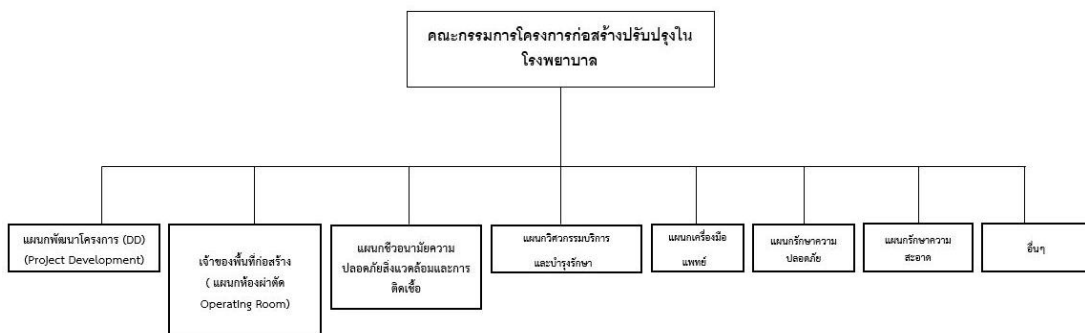 คณะกรรมการโครงการก่อสร้างปรับปรุงใน
โรงพยาบาล
แผนกพัฒนาโครงการ (DD)
(Project Development)
เจ้าของพื้นที่ก่อสร้าง
( แผนกห้องผ่าตัด
Operating Room)
แผนกชีวอนามัยความ
ปลอดภัยสิ่งแวดล้อมและการ
ติดเชื้อ
แผนกวิศวกรรมบริการ
และบำรุงรักษา
แผนกเครื่องมือ
แพทย์
แผนกรักษาความ
ปลอดภัย
แผนกรักษาความ
สะอาด
อื่นๆ